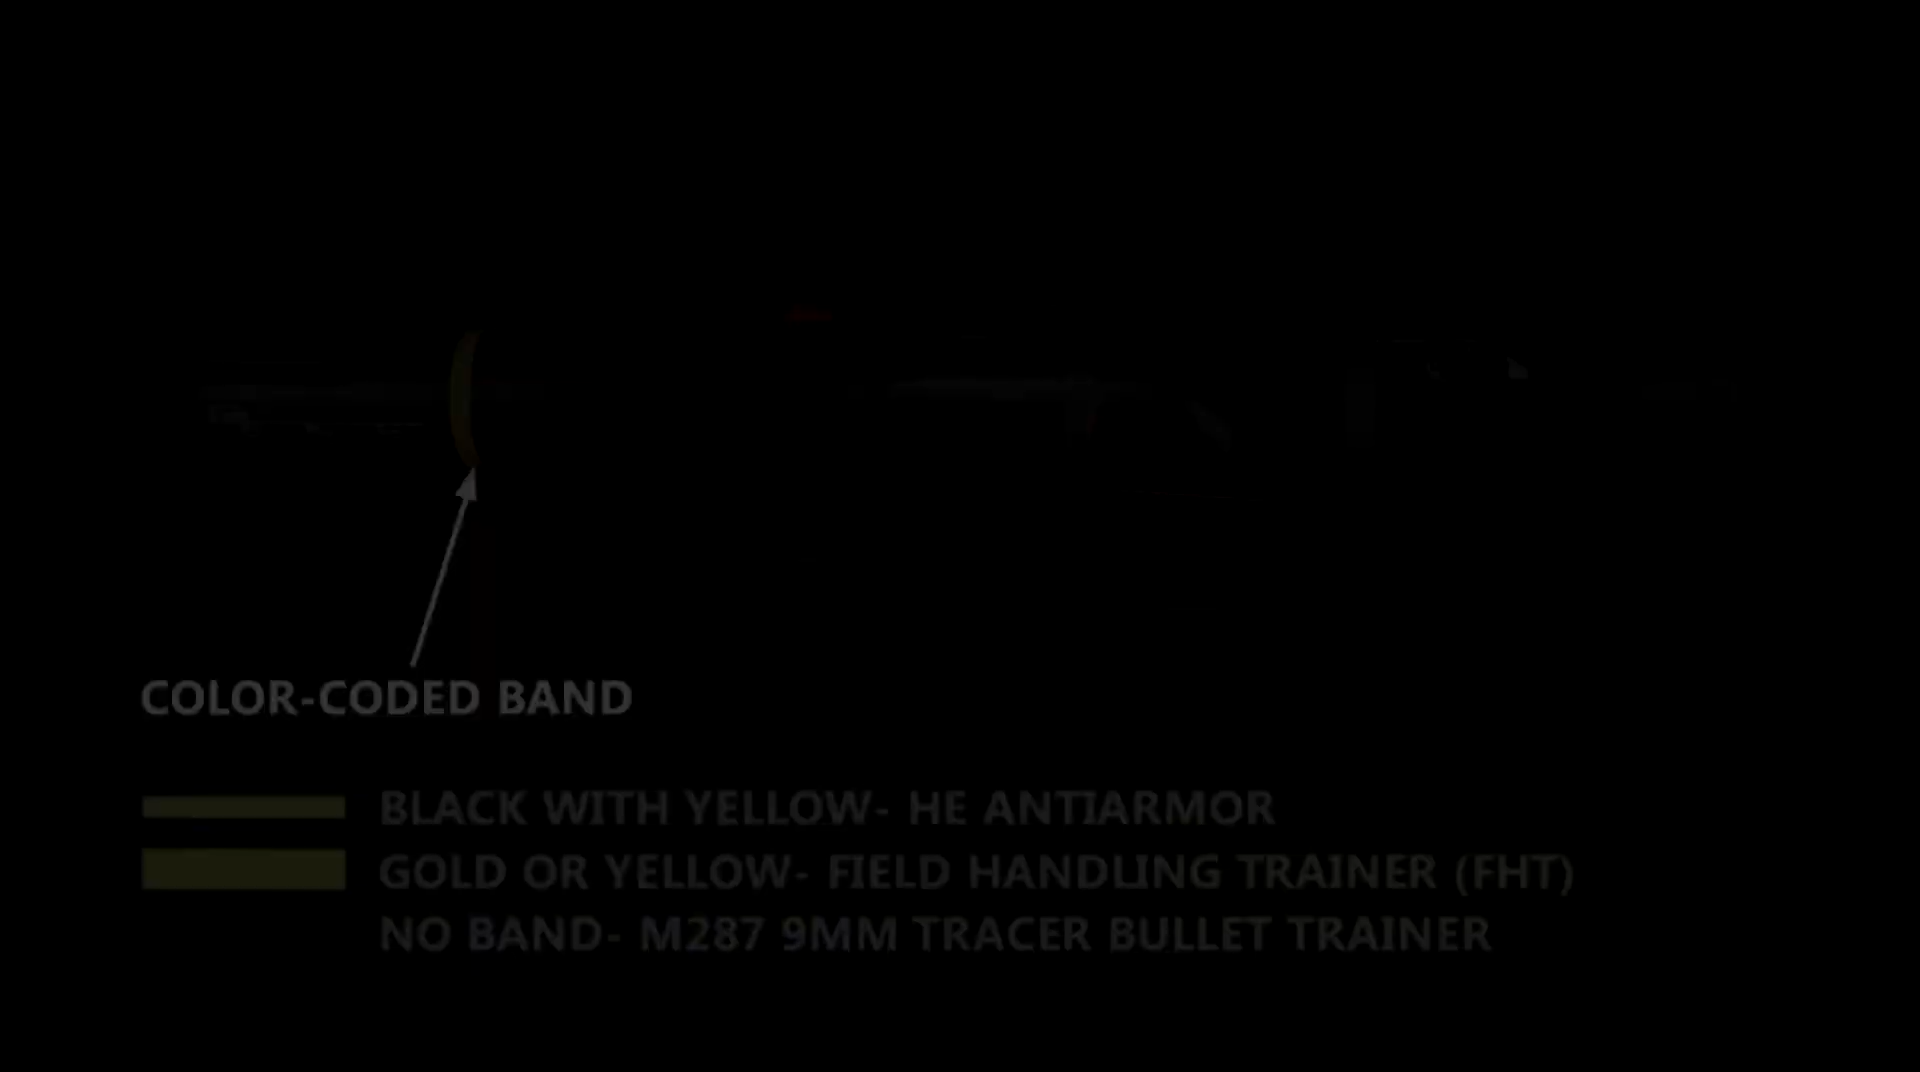 COLOR-CODED BAND
BLACK WITH YELLOW- HE ANTIARMOR
GOLD OR YELLOW- FIELD HANDLING TRAINER (FHT)
NO BAND- M287 9MM TRACER BULLET TRAINER